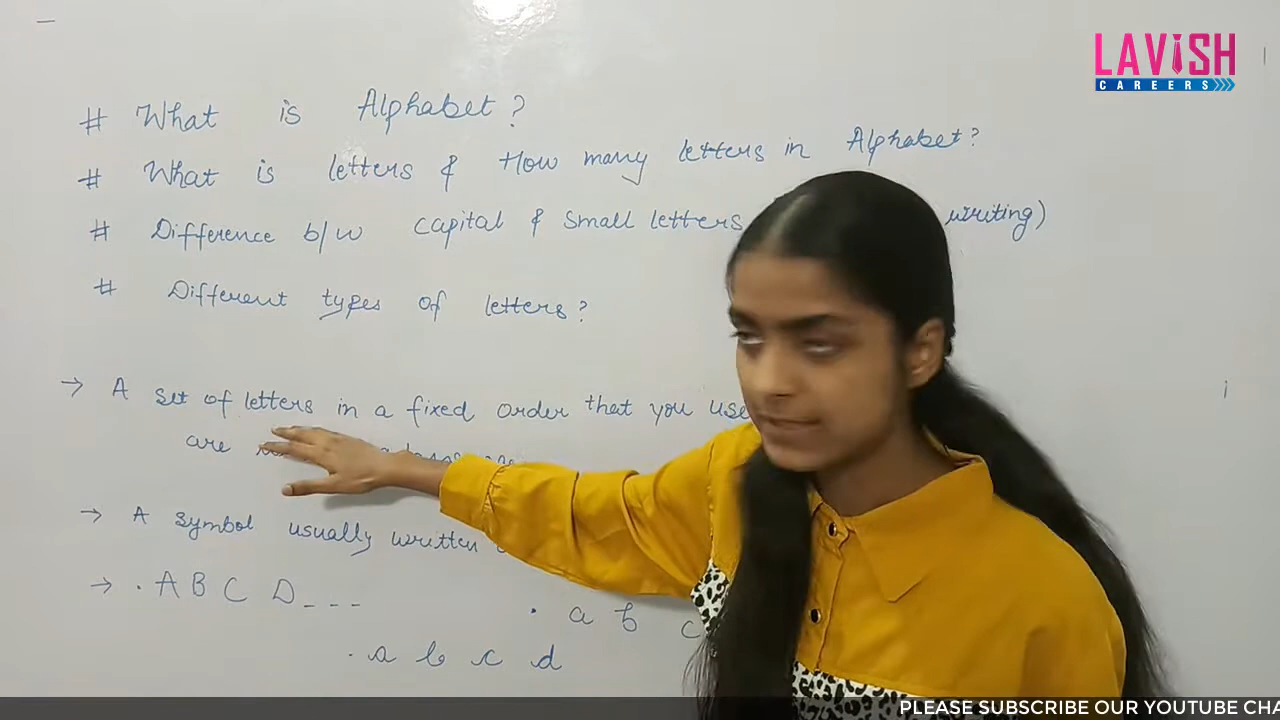 LAVISH
CAREERS
# What is Alphabet?
# What is letters & How many letters in Alphabet?
# Difference b/w capital & small letters writing)
# Different types of letters?
→ A set of letters in a fixed order that you use
are
→ A symbol usually written
→ . A B C D _ _ _
. a b c
. a b c d
PLEASE SUBSCRIBE OUR YOUTUBE CHA